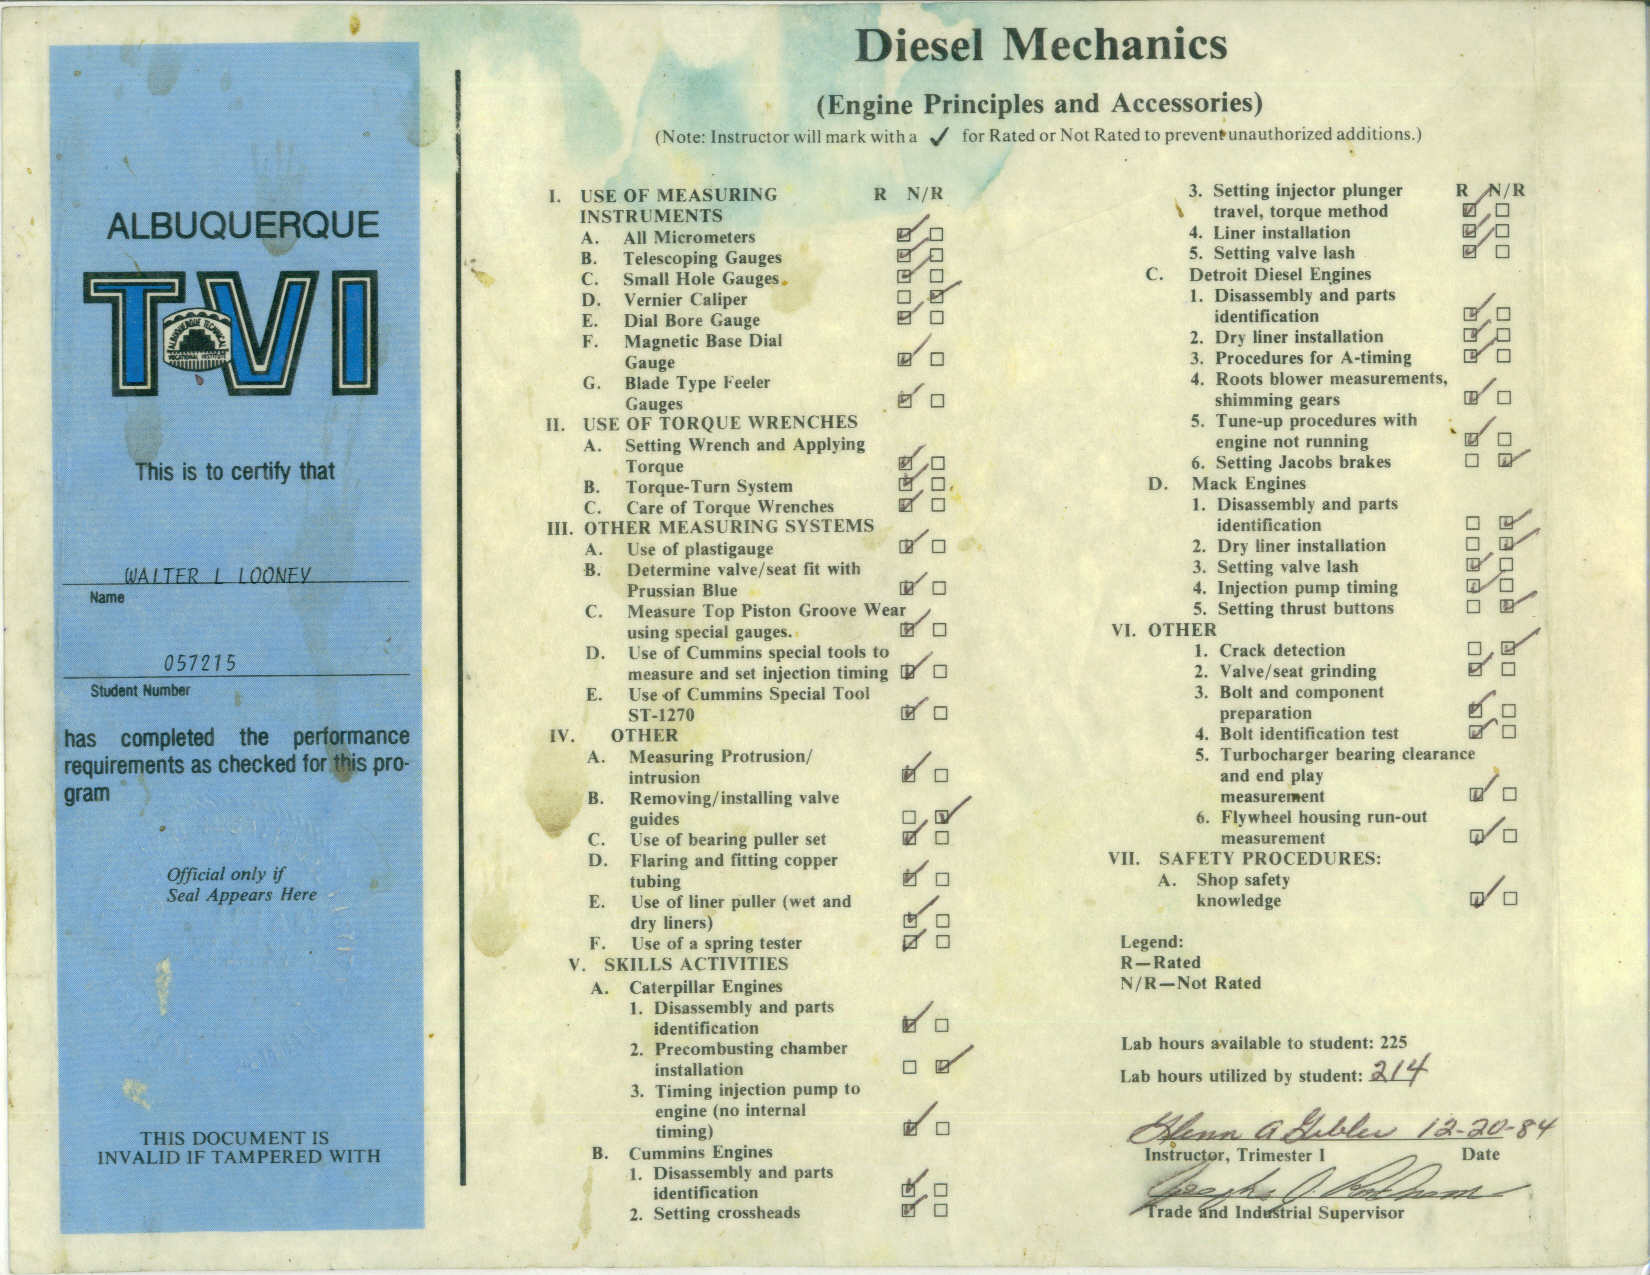 ALBUQUERQUE
TVI
ALBUQUERQUE TECHNICAL
VOCATIONAL INSTITUTE
This is to certify that
WALTER L LOONEY
Name
057215
Student Number
has completed the performance
requirements as checked for this pro-
gram
Official only if
Seal Appears Here
THIS DOCUMENT IS
INVALID IF TAMPERED WITH
Diesel Mechanics
(Engine Principles and Accessories)
(Note: Instructor will mark with a ✓ for Rated or Not Rated to prevent unauthorized additions.)
I. USE OF MEASURING R N/R
INSTRUMENTS
A. All Micrometers
B. Telescoping Gauges
C. Small Hole Gauges.
D. Vernier Caliper
E. Dial Bore Gauge
F. Magnetic Base Dial
Gauge
G. Blade Type Feeler
Gauges
II. USE OF TORQUE WRENCHES
A. Setting Wrench and Applying
Torque
B. Torque-Turn System
C. Care of Torque Wrenches
III. OTHER MEASURING SYSTEMS
A. Use of plastigauge
B. Determine valve/seat fit with
Prussian Blue
C. Measure Top Piston Groove Wear
using special gauges.
D. Use of Cummins special tools to
measure and set injection timing
E. Use of Cummins Special Tool
ST-1270
IV. OTHER
A. Measuring Protrusion/
intrusion
B. Removing/installing valve
guides
C. Use of bearing puller set
D. Flaring and fitting copper
tubing
E. Use of liner puller (wet and
dry liners)
F. Use of a spring tester
V. SKILLS ACTIVITIES
A. Caterpillar Engines
1. Disassembly and parts
identification
2. Precombusting chamber
installation
3. Timing injection pump to
engine (no internal
timing)
B. Cummins Engines
1. Disassembly and parts
identification
2. Setting crossheads
3. Setting injector plunger R N/R
travel, torque method
4. Liner installation
5. Setting valve lash
C. Detroit Diesel Engines
1. Disassembly and parts
identification
2. Dry liner installation
3. Procedures for A-timing
4. Roots blower measurements,
shimming gears
5. Tune-up procedures with
engine not running
6. Setting Jacobs brakes
D. Mack Engines
1. Disassembly and parts
identification
2. Dry liner installation
3. Setting valve lash
4. Injection pump timing
5. Setting thrust buttons
VI. OTHER
1. Crack detection
2. Valve/seat grinding
3. Bolt and component
preparation
4. Bolt identification test
5. Turbocharger bearing clearance
and end play
measurement
6. Flywheel housing run-out
measurement
VII. SAFETY PROCEDURES:
A. Shop safety
knowledge
Legend:
R—Rated
N/R—Not Rated
Lab hours available to student: 225
Lab hours utilized by student: 214
Glenn A 12-20-84
Instructor, Trimester I Date
Joseph J.
Trade and Industrial Supervisor